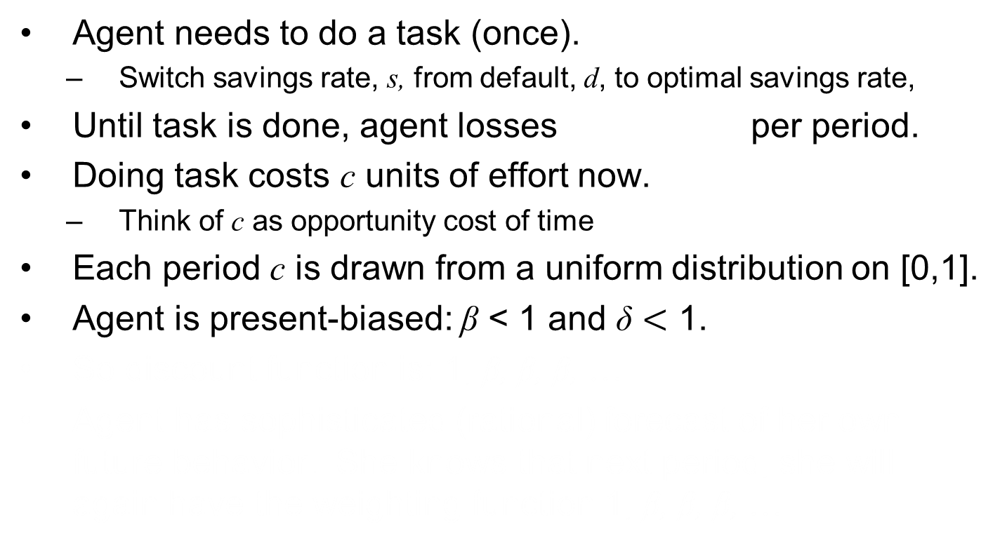 • Agent needs to do a task (once).
– Switch savings rate, s, from default, d, to optimal savings rate,
• Until task is done, agent losses per period.
• Doing task costs c units of effort now.
– Think of c as opportunity cost of time
• Each period c is drawn from a uniform distribution on [0,1].
• Agent is present-biased: β < 1 and δ < 1.